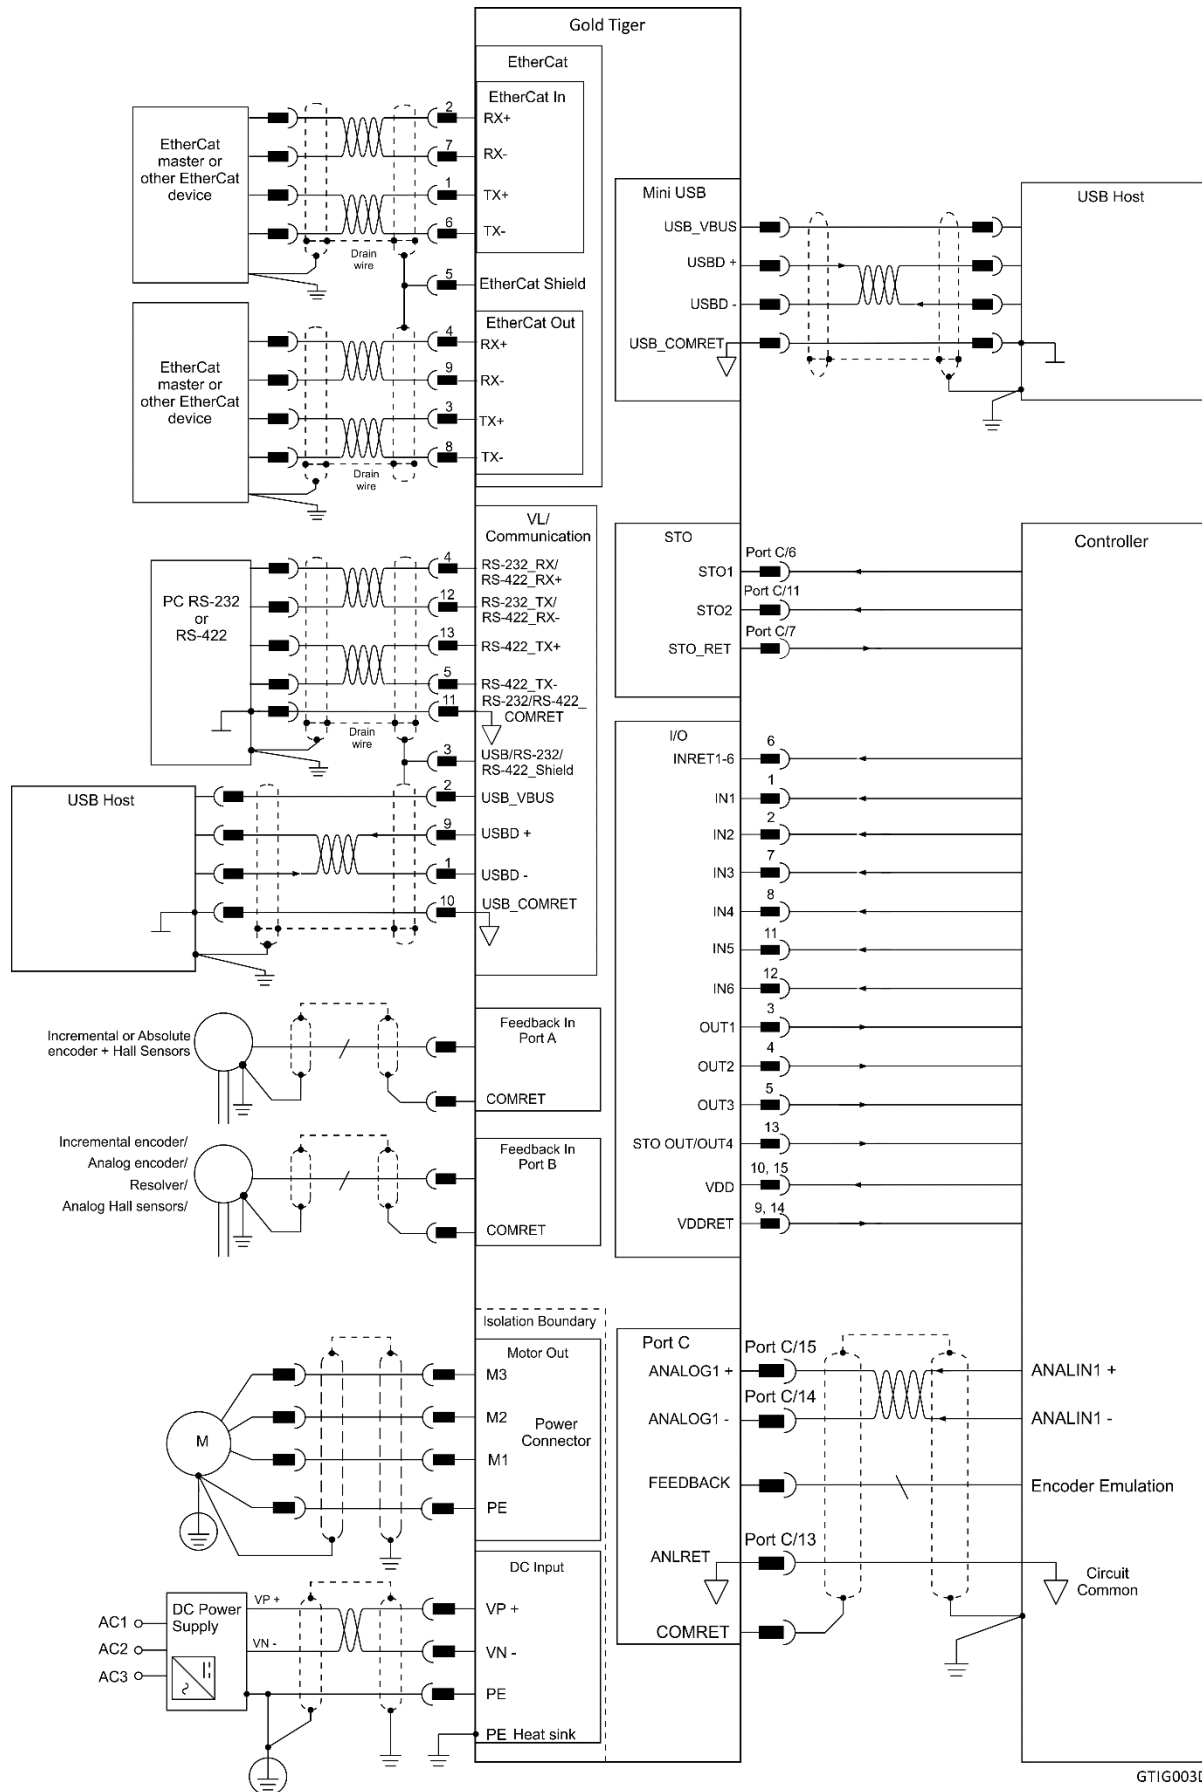 Gold Tiger
EtherCat
EtherCat In
EtherCat
master or
other EtherCat
device
2
RX+
7
RX-
1
TX+
6
TX-
Drain
wire
5
EtherCat Shield
EtherCat Out
EtherCat
master or
other EtherCat
device
4
RX+
9
RX-
3
TX+
8
TX-
Drain
wire
VL/
Communication
PC RS-232
or
RS-422
4
RS-232_RX/
RS-422_RX+
12
RS-232_TX/
RS-422_RX-
13
RS-422_TX+
5
RS-422_TX-
11
RS-232/RS-422_
COMRET
Drain
wire
3
USB/RS-232/
RS-422_Shield
USB Host
2
USB_VBUS
9
USBD +
1
USBD -
10
USB_COMRET
Incremental or Absolute
encoder + Hall Sensors
Feedback In
Port A
COMRET
Incremental encoder/
Analog encoder/
Resolver/
Analog Hall sensors/
Feedback In
Port B
COMRET
Isolation Boundary
Motor Out
M
M3
M2
Power
Connector
M1
PE
DC Input
DC Power
Supply
AC1
AC2
AC3
VP +
VN -
VP +
VN -
PE
PE Heat sink
Mini USB
USB Host
USB_VBUS
USBD +
USBD -
USB_COMRET
STO
Controller
Port C/6
STO1
Port C/11
STO2
Port C/7
STO_RET
I/O
6
INRET1-6
1
IN1
2
IN2
7
IN3
8
IN4
11
IN5
12
IN6
3
OUT1
4
OUT2
5
OUT3
13
STO OUT/OUT4
10, 15
VDD
9, 14
VDDRET
Port C
Port C/15
ANALOG1 +
ANALIN1 +
Port C/14
ANALOG1 -
ANALIN1 -
FEEDBACK
Encoder Emulation
Port C/13
ANLRET
Circuit
Common
COMRET
GTIG003D